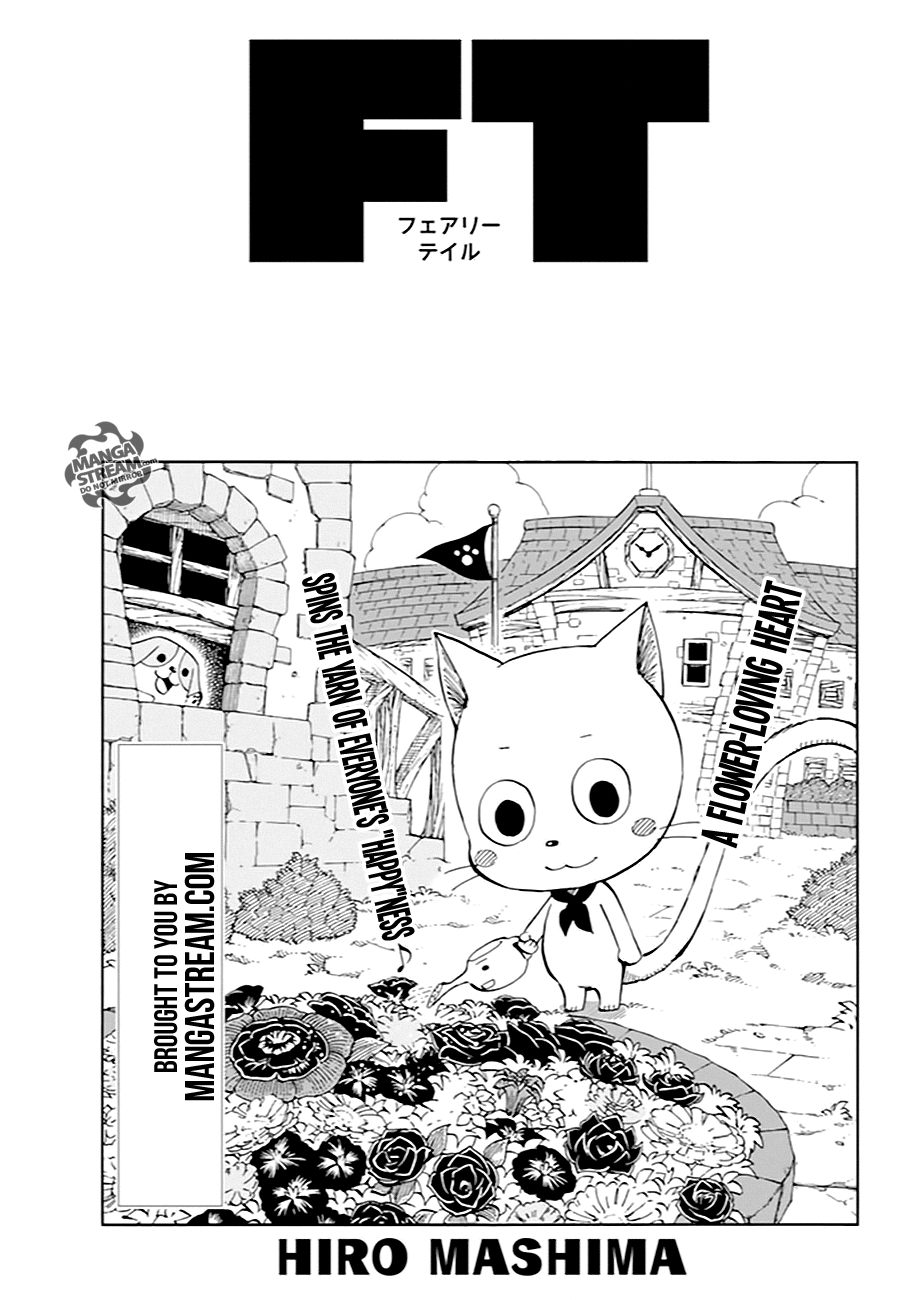 FT
フェアリー
テイル
MANGA
STREAM.com
DO NOT MIRROR
A FLOWER-LOVING HEART
SPINS THE YARN OF EVERYONE'S "HAPPY"NESS ♪
BROUGHT TO YOU BY
MANGASTREAM.COM
HIRO MASHIMA